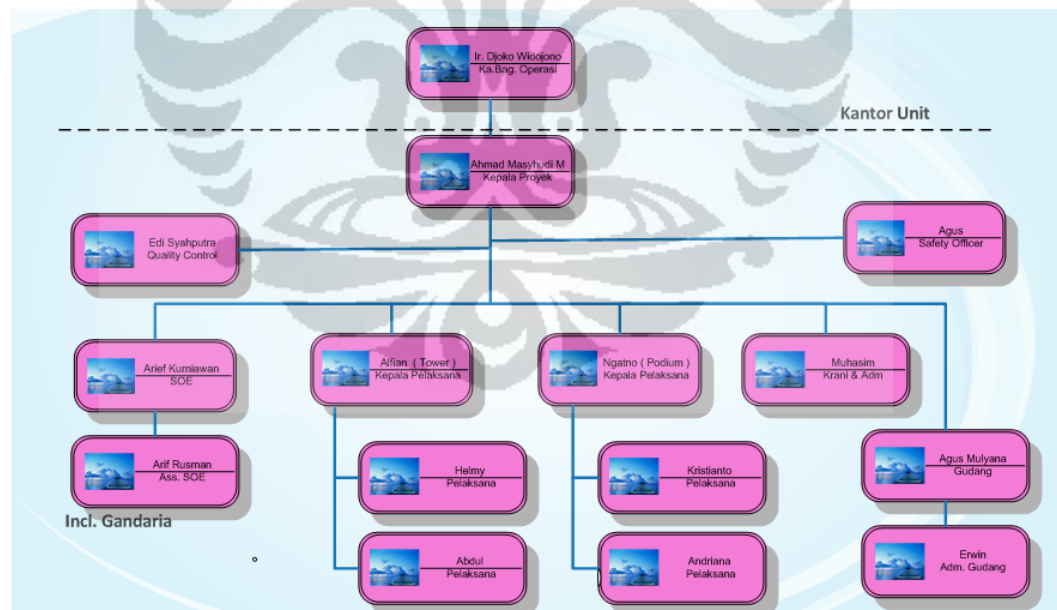 Ir. Djoko Widojono
Ka.Bag. Operasi
Kantor Unit
Ahmad Masyhudi M
Kepala Proyek
Edi Syahputra
Quality Control
Agus
Safety Officer
Arief Kurniawan
SOE
Alfian ( Tower )
Kepala Pelaksana
Ngatno ( Podium )
Kepala Pelaksana
Muhasim
Krani & Adm
Arif Rusman
Ass. SOE
Helmy
Pelaksana
Kristianto
Pelaksana
Agus Mulyana
Gudang
Incl. Gandaria
Abdul
Pelaksana
Andriana
Pelaksana
Erwin
Adm. Gudang